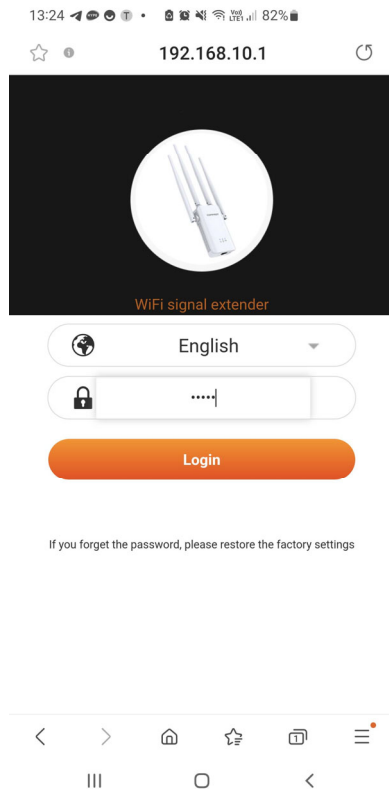 13:24 82%
192.168.10.1
WiFi signal extender
English
•••••
Login
If you forget the password, please restore the factory settings
1